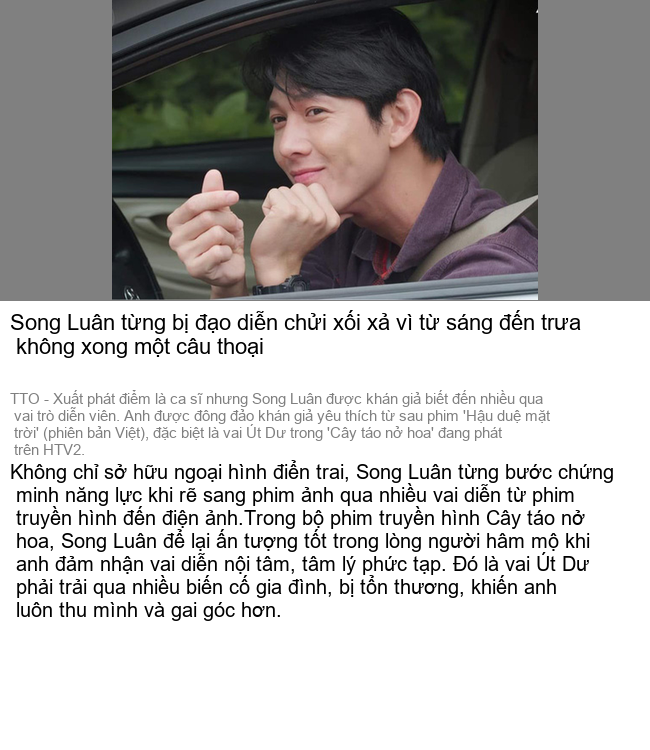 Song Luân từng bị đạo diễn chửi xối xả vì từ sáng đến trưa
không xong một câu thoại
TTO - Xuất phát điểm là ca sĩ nhưng Song Luân được khán giả biết đến nhiều qua
vai trò diễn viên. Anh được đông đảo khán giả yêu thích từ sau phim 'Hậu duệ mặt
trời' (phiên bản Việt), đặc biệt là vai Út Dư trong 'Cây táo nở hoa' đang phát
trên HTV2.
Không chỉ sở hữu ngoại hình điển trai, Song Luân từng bước chứng
minh năng lực khi rẽ sang phim ảnh qua nhiều vai diễn từ phim
truyền hình đến điện ảnh.Trong bộ phim truyền hình Cây táo nở
hoa, Song Luân để lại ấn tượng tốt trong lòng người hâm mộ khi
anh đảm nhận vai diễn nội tâm, tâm lý phức tạp. Đó là vai Út Dư
phải trải qua nhiều biến cố gia đình, bị tổn thương, khiến anh
luôn thu mình và gai góc hơn.